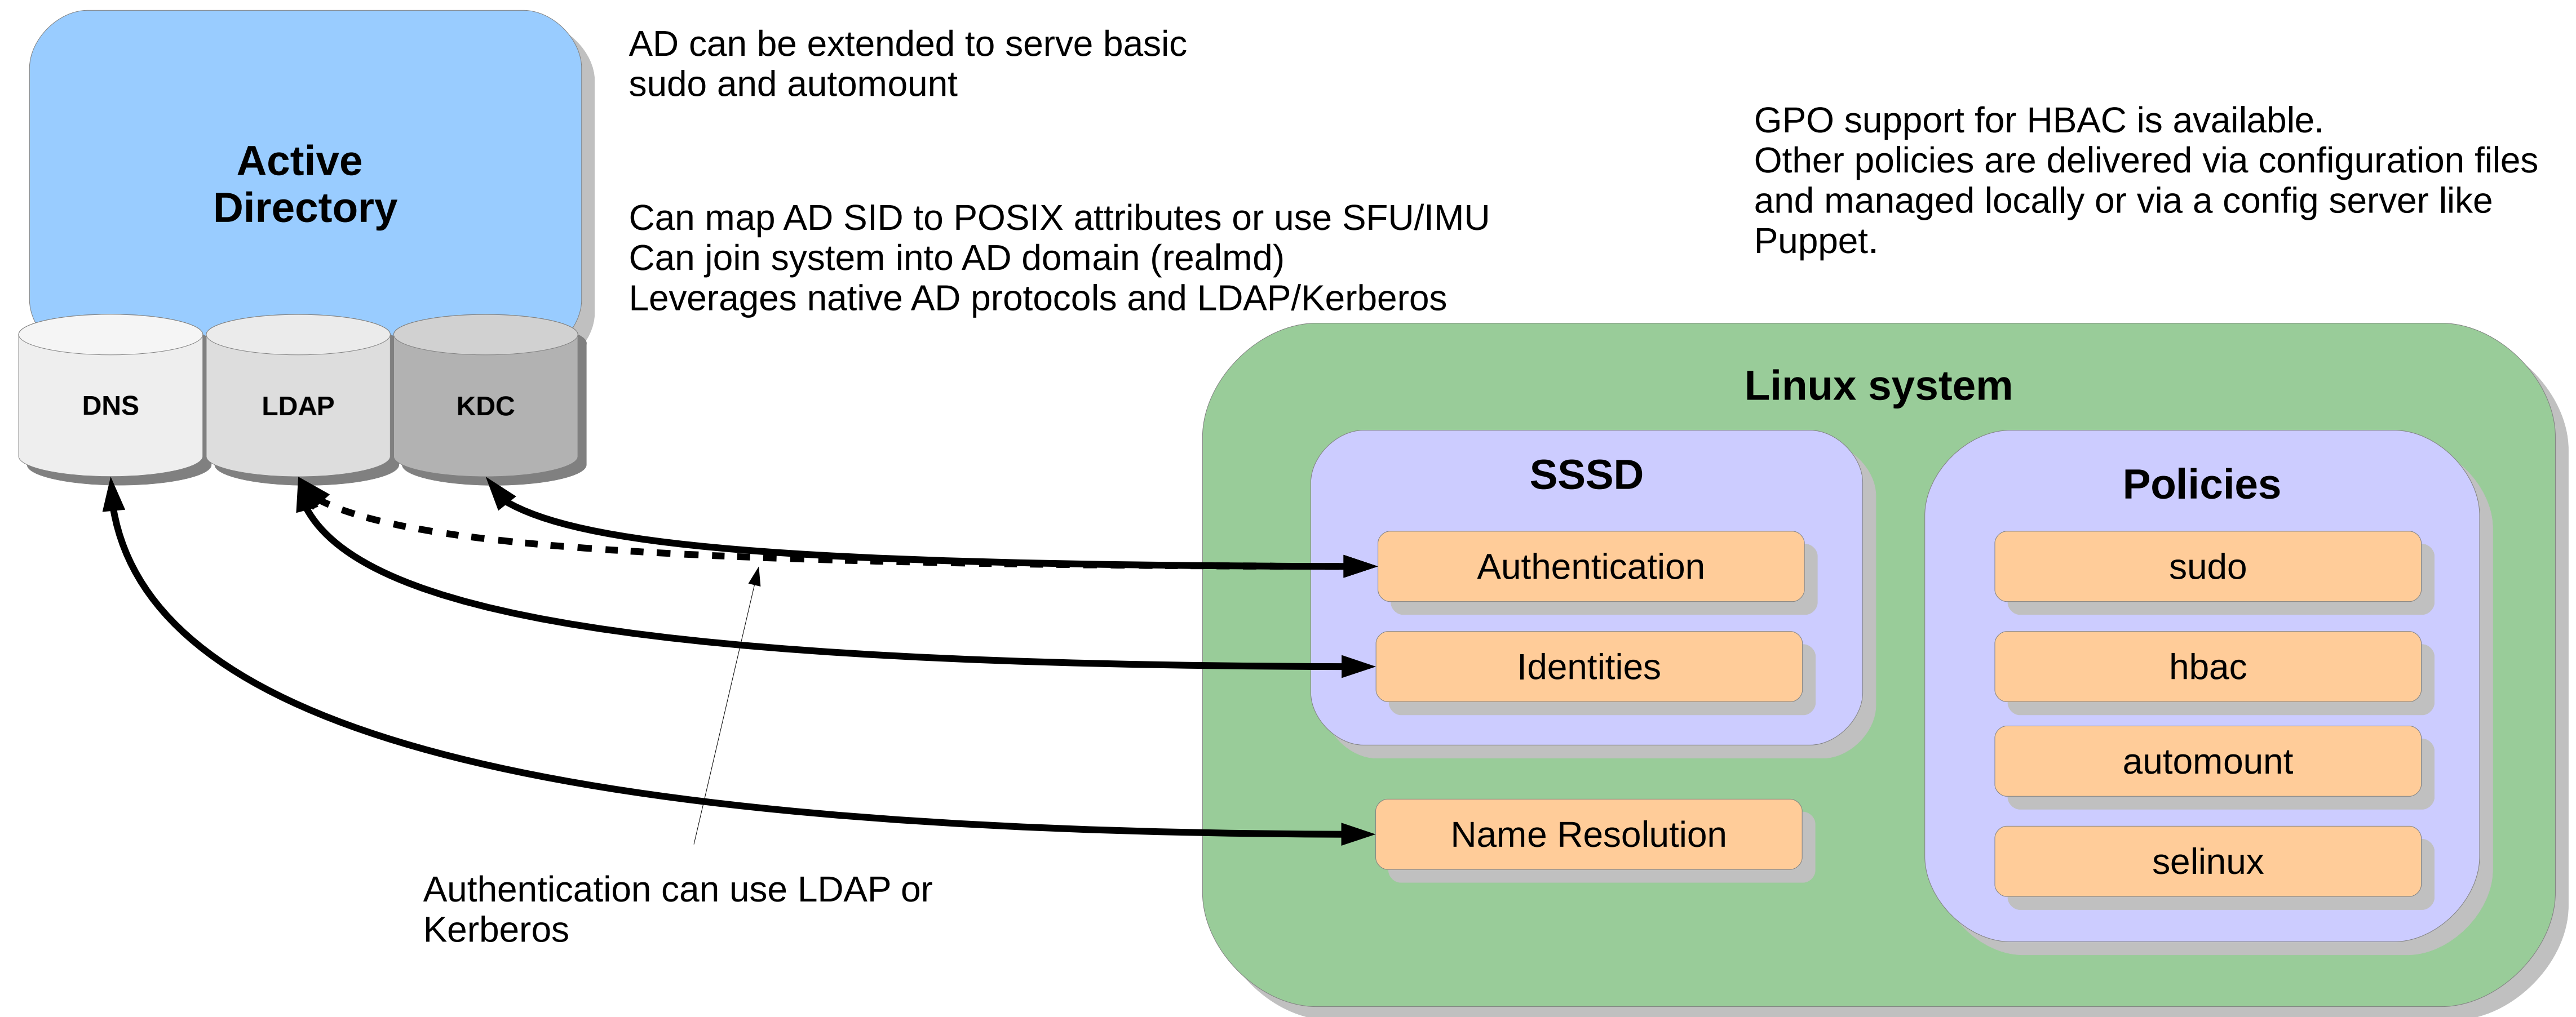 AD can be extended to serve basic
sudo and automount
GPO support for HBAC is available.
Other policies are delivered via configuration files
and managed locally or via a config server like
Puppet.
Active
Directory
Can map AD SID to POSIX attributes or use SFU/IMU
Can join system into AD domain (realmd)
Leverages native AD protocols and LDAP/Kerberos
DNS
LDAP
KDC
Linux system
SSSD
Authentication
Identities
Name Resolution
Policies
sudo
hbac
automount
selinux
Authentication can use LDAP or
Kerberos